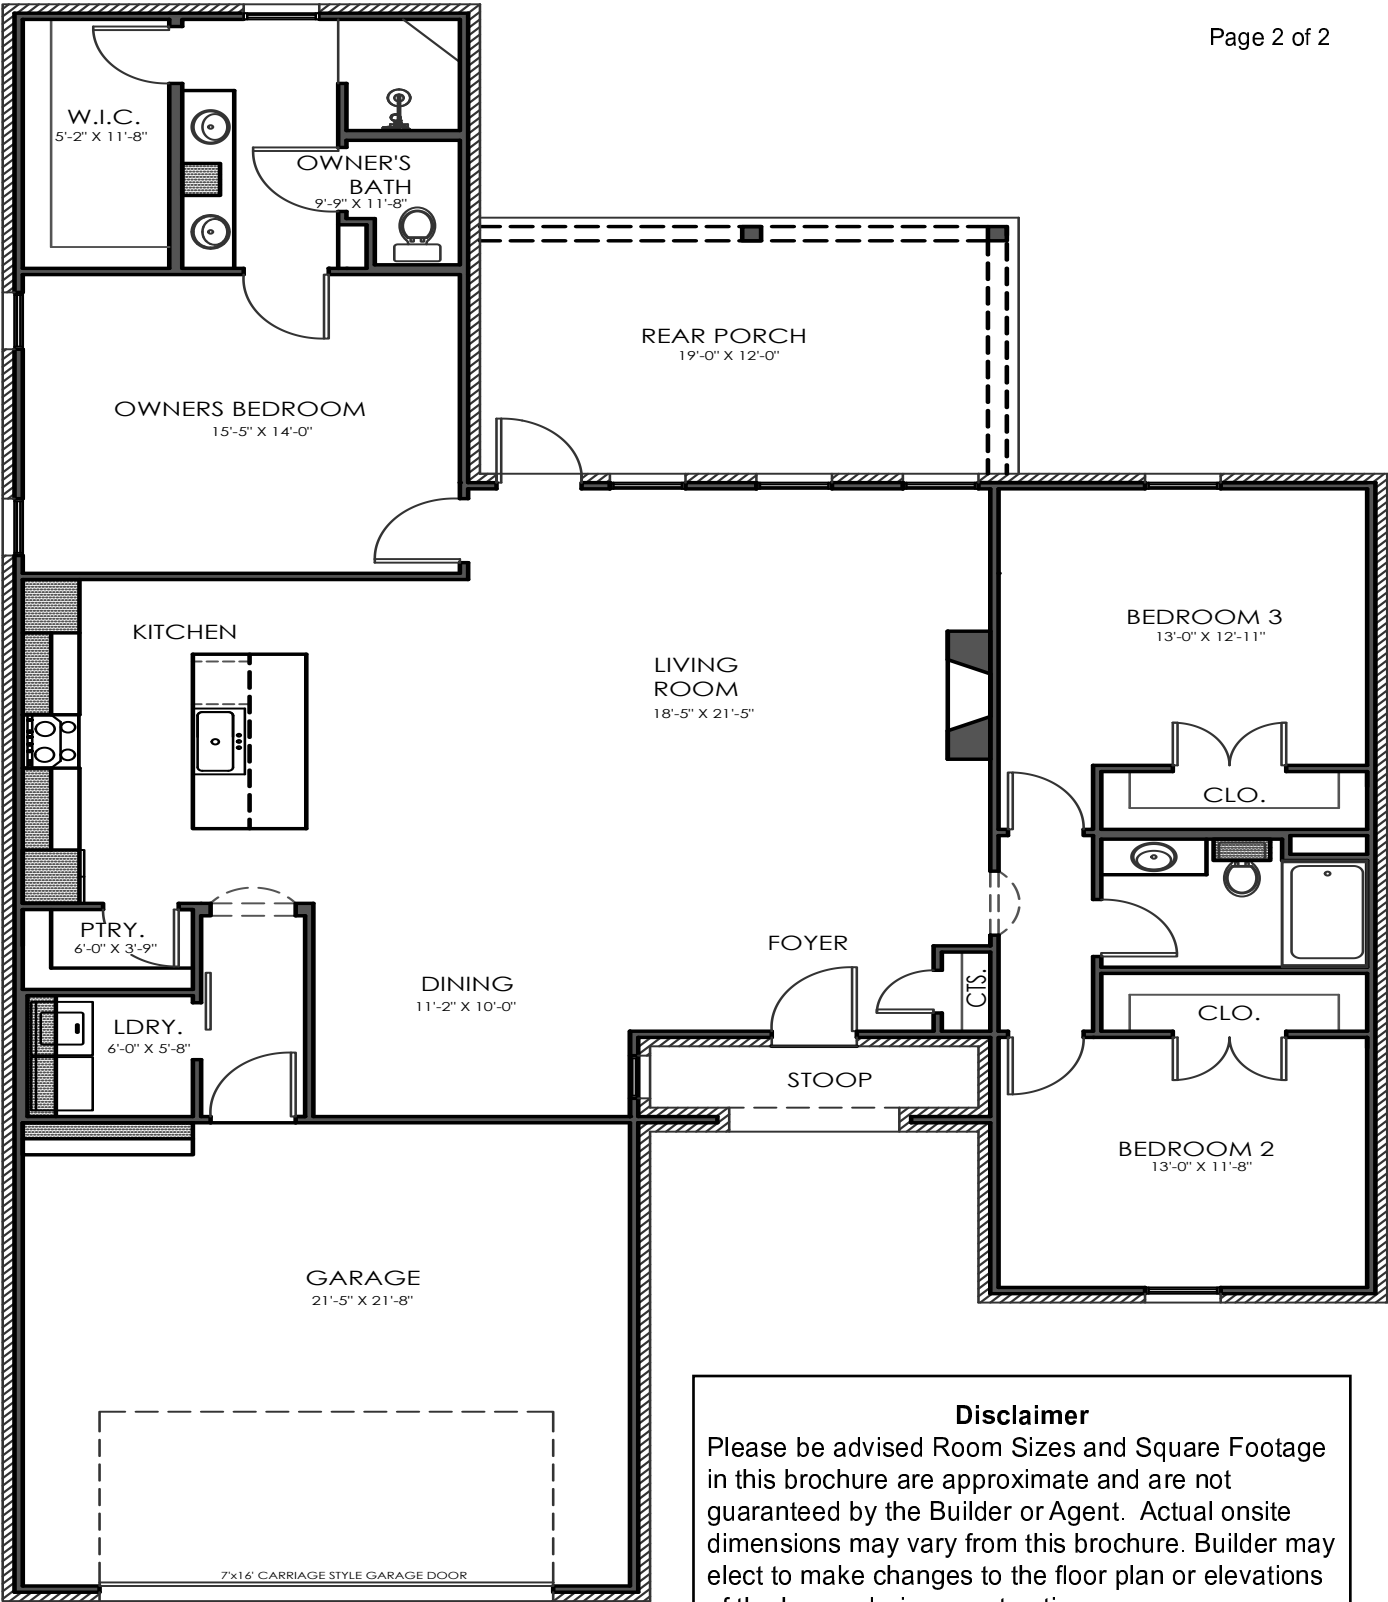 Page 2 of 2
W.I.C.
5'-2" X 11'-8"
OWNER'S
BATH
9'-9" X 11'-8"
REAR PORCH
19'-0" X 12'-0"
OWNERS BEDROOM
15'-5" X 14'-0"
KITCHEN
LIVING
ROOM
18'-5" X 21'-5"
BEDROOM 3
13'-0" X 12'-11"
CLO.
PTRY.
6'-0" X 3'-9"
FOYER
DINING
11'-2" X 10'-0"
CTS.
CLO.
LDRY.
6'-0" X 5'-8"
STOOP
BEDROOM 2
13'-0" X 11'-8"
GARAGE
21'-5" X 21'-8"
7'x16' CARRIAGE STYLE GARAGE DOOR
Disclaimer
Please be advised Room Sizes and Square Footage
in this brochure are approximate and are not
guaranteed by the Builder or Agent.  Actual onsite
dimensions may vary from this brochure. Builder may
elect to make changes to the floor plan or elevations